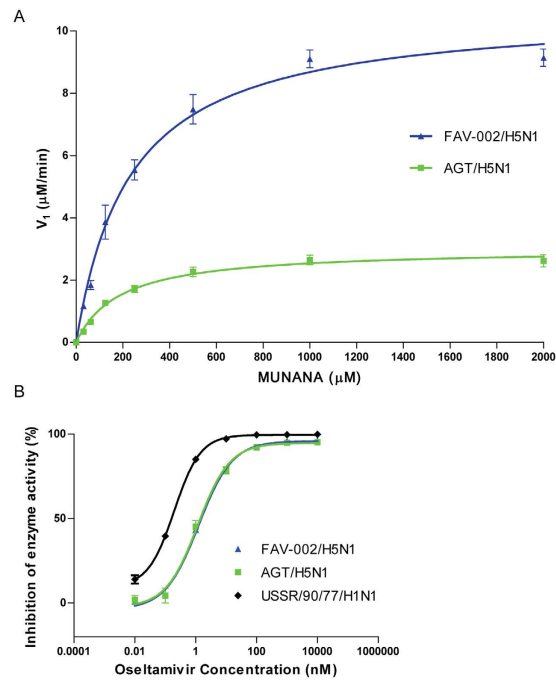 A
10
8
6
4
2
0
V1 (μM/min)
FAV-002/H5N1
AGT/H5N1
0 200 400 600 800 1000 1200 1400 1600 1800 2000
MUNANA (μM)
B
100
50
0
Inhibition of enzyme activity (%)
FAV-002/H5N1
AGT/H5N1
USSR/90/77/H1N1
0.0001 0.01 1 100 10000 1000000
Oseltamivir Concentration (nM)